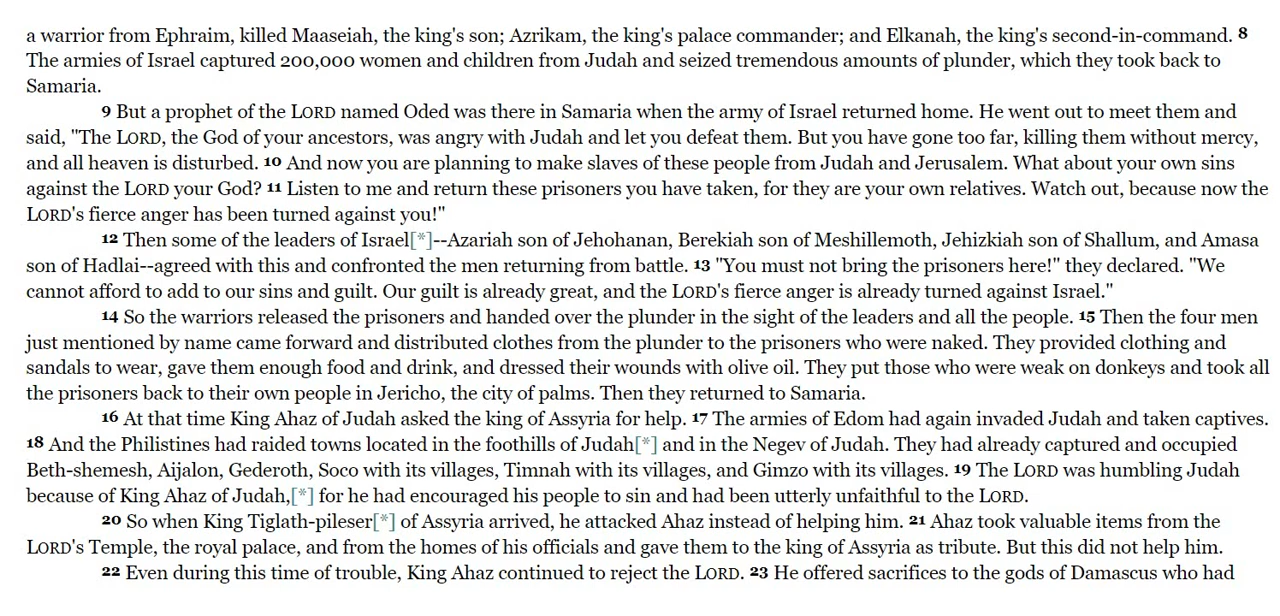 a warrior from Ephraim, killed Maaseiah, the king's son; Azrikam, the king's palace commander; and Elkanah, the king's second-in-command. 8
The armies of Israel captured 200,000 women and children from Judah and seized tremendous amounts of plunder, which they took back to
Samaria.
9 But a prophet of the LORD named Oded was there in Samaria when the army of Israel returned home. He went out to meet them and
said, "The LORD, the God of your ancestors, was angry with Judah and let you defeat them. But you have gone too far, killing them without mercy,
and all heaven is disturbed. 10 And now you are planning to make slaves of these people from Judah and Jerusalem. What about your own sins
against the LORD your God? 11 Listen to me and return these prisoners you have taken, for they are your own relatives. Watch out, because now the
LORD's fierce anger has been turned against you!"
12 Then some of the leaders of Israel[*]--Azariah son of Jehohanan, Berekiah son of Meshillemoth, Jehizkiah son of Shallum, and Amasa
son of Hadlai--agreed with this and confronted the men returning from battle. 13 "You must not bring the prisoners here!" they declared. "We
cannot afford to add to our sins and guilt. Our guilt is already great, and the LORD's fierce anger is already turned against Israel."
14 So the warriors released the prisoners and handed over the plunder in the sight of the leaders and all the people. 15 Then the four men
just mentioned by name came forward and distributed clothes from the plunder to the prisoners who were naked. They provided clothing and
sandals to wear, gave them enough food and drink, and dressed their wounds with olive oil. They put those who were weak on donkeys and took all
the prisoners back to their own people in Jericho, the city of palms. Then they returned to Samaria.
16 At that time King Ahaz of Judah asked the king of Assyria for help. 17 The armies of Edom had again invaded Judah and taken captives.
18 And the Philistines had raided towns located in the foothills of Judah[*] and in the Negev of Judah. They had already captured and occupied
Beth-shemesh, Aijalon, Gederoth, Soco with its villages, Timnah with its villages, and Gimzo with its villages. 19 The LORD was humbling Judah
because of King Ahaz of Judah,[*] for he had encouraged his people to sin and had been utterly unfaithful to the LORD.
20 So when King Tiglath-pileser[*] of Assyria arrived, he attacked Ahaz instead of helping him. 21 Ahaz took valuable items from the
LORD's Temple, the royal palace, and from the homes of his officials and gave them to the king of Assyria as tribute. But this did not help him.
22 Even during this time of trouble, King Ahaz continued to reject the LORD. 23 He offered sacrifices to the gods of Damascus who had